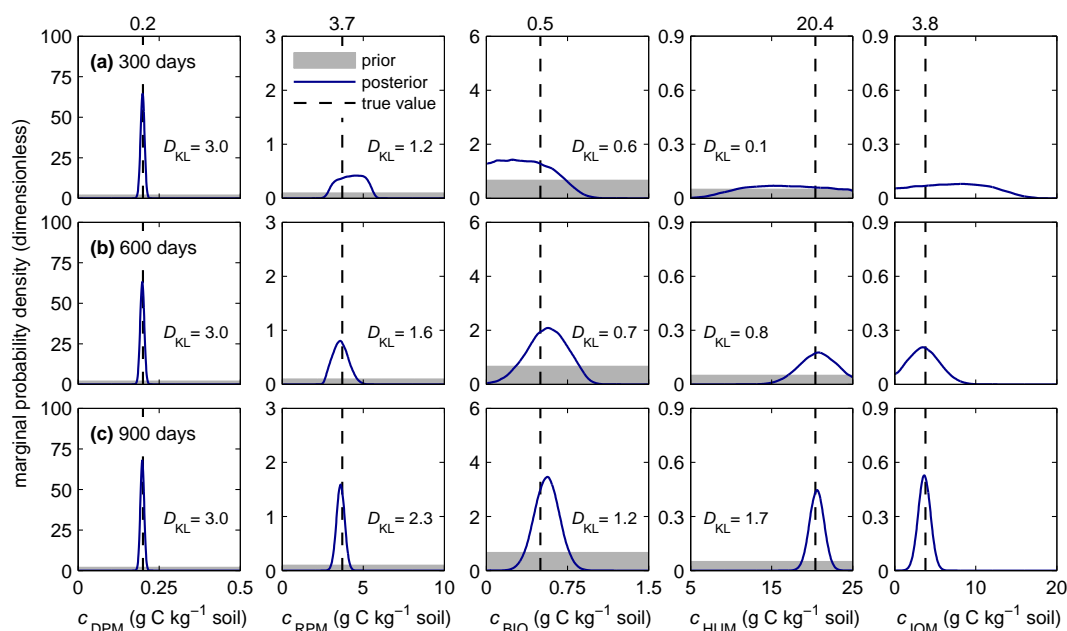 0.2 3.7 0.5 20.4 3.8
marginal probability density (dimensionless)
(a) 300 days
100
75
50
25
0
D_KL = 3.0
3
2
1
0
prior
posterior
true value
D_KL = 1.2
6
4
2
0
D_KL = 0.6
0.9
0.6
0.3
0
D_KL = 0.1
0.9
0.6
0.3
0
(b) 600 days
100
75
50
25
0
D_KL = 3.0
3
2
1
0
D_KL = 1.6
6
4
2
0
D_KL = 0.7
0.9
0.6
0.3
0
D_KL = 0.8
0.9
0.6
0.3
0
(c) 900 days
100
75
50
25
0
D_KL = 3.0
3
2
1
0
D_KL = 2.3
6
4
2
0
D_KL = 1.2
0.9
0.6
0.3
0
D_KL = 1.7
0.9
0.6
0.3
0
0 0.5 0 5 10 0 0.75 1.5 5 15 25 0 10 20
c_DPM (g C kg⁻¹ soil) c_RPM (g C kg⁻¹ soil) c_BIO (g C kg⁻¹ soil) c_HUM (g C kg⁻¹ soil) c_IOM (g C kg⁻¹ soil)